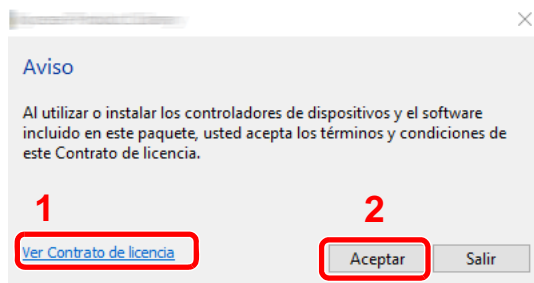 Aviso
Al utilizar o instalar los controladores de dispositivos y el software
incluido en este paquete, usted acepta los términos y condiciones de
este Contrato de licencia.
1
2
Ver Contrato de licencia
Aceptar
Salir